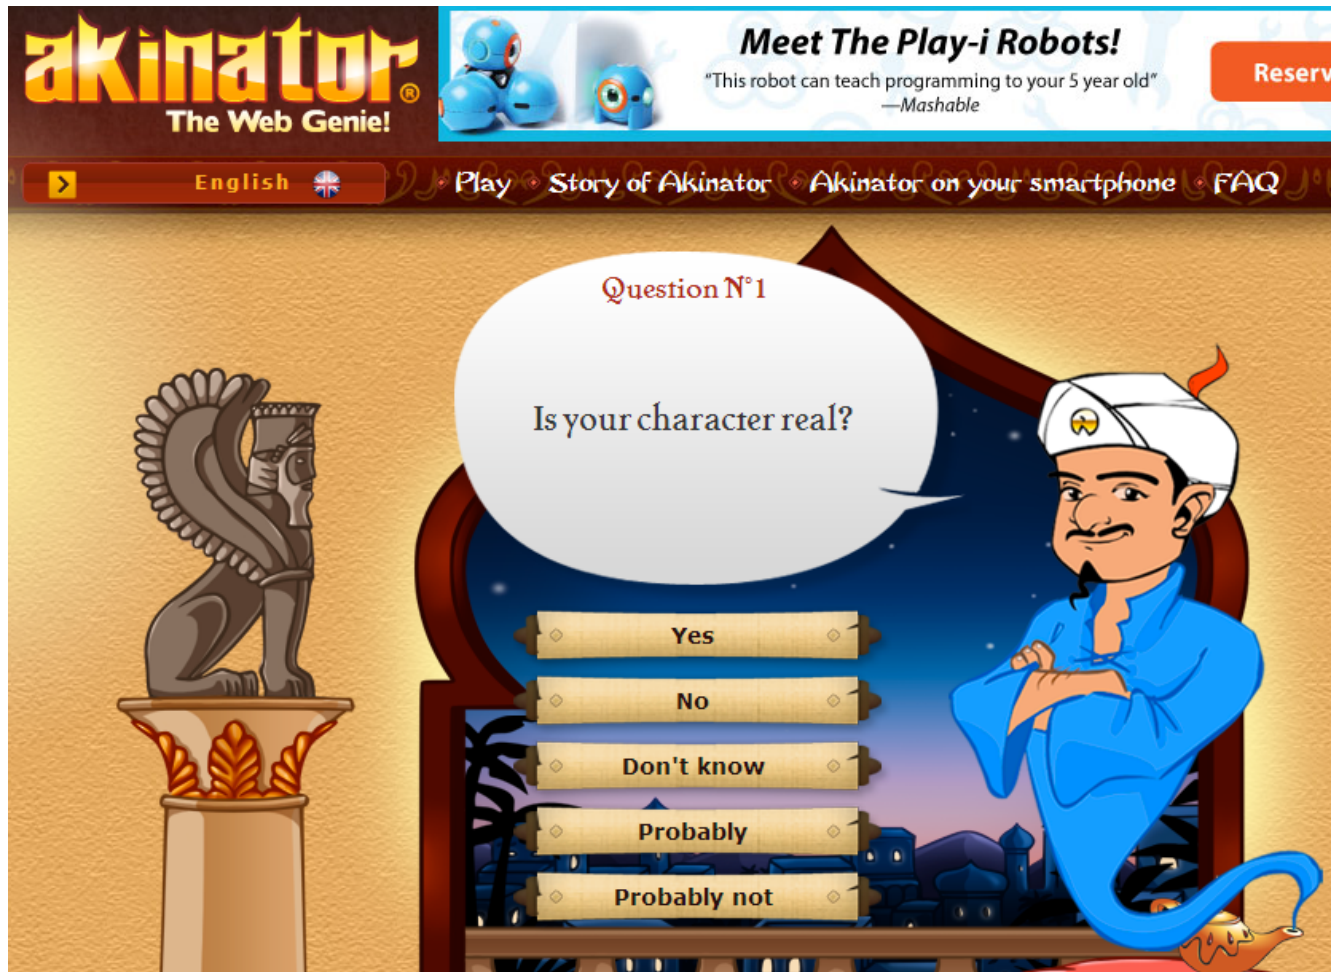 akinator®
The Web Genie!
Meet The Play-i Robots!
“This robot can teach programming to your 5 year old”
—Mashable
Reserv
English
Play
Story of Akinator
Akinator on your smartphone
FAQ
Question N°1
Is your character real?
Yes
No
Don't know
Probably
Probably not